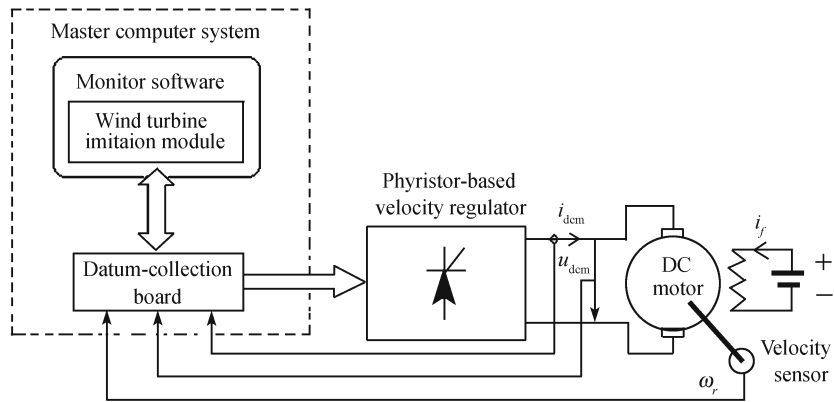 Master computer system
Monitor software
Wind turbine
imitaion module
Datum-collection
board
Phyristor-based
velocity regulator
i_dcm
u_dcm
DC
motor
i_f
+
−
Velocity
sensor
ω_r